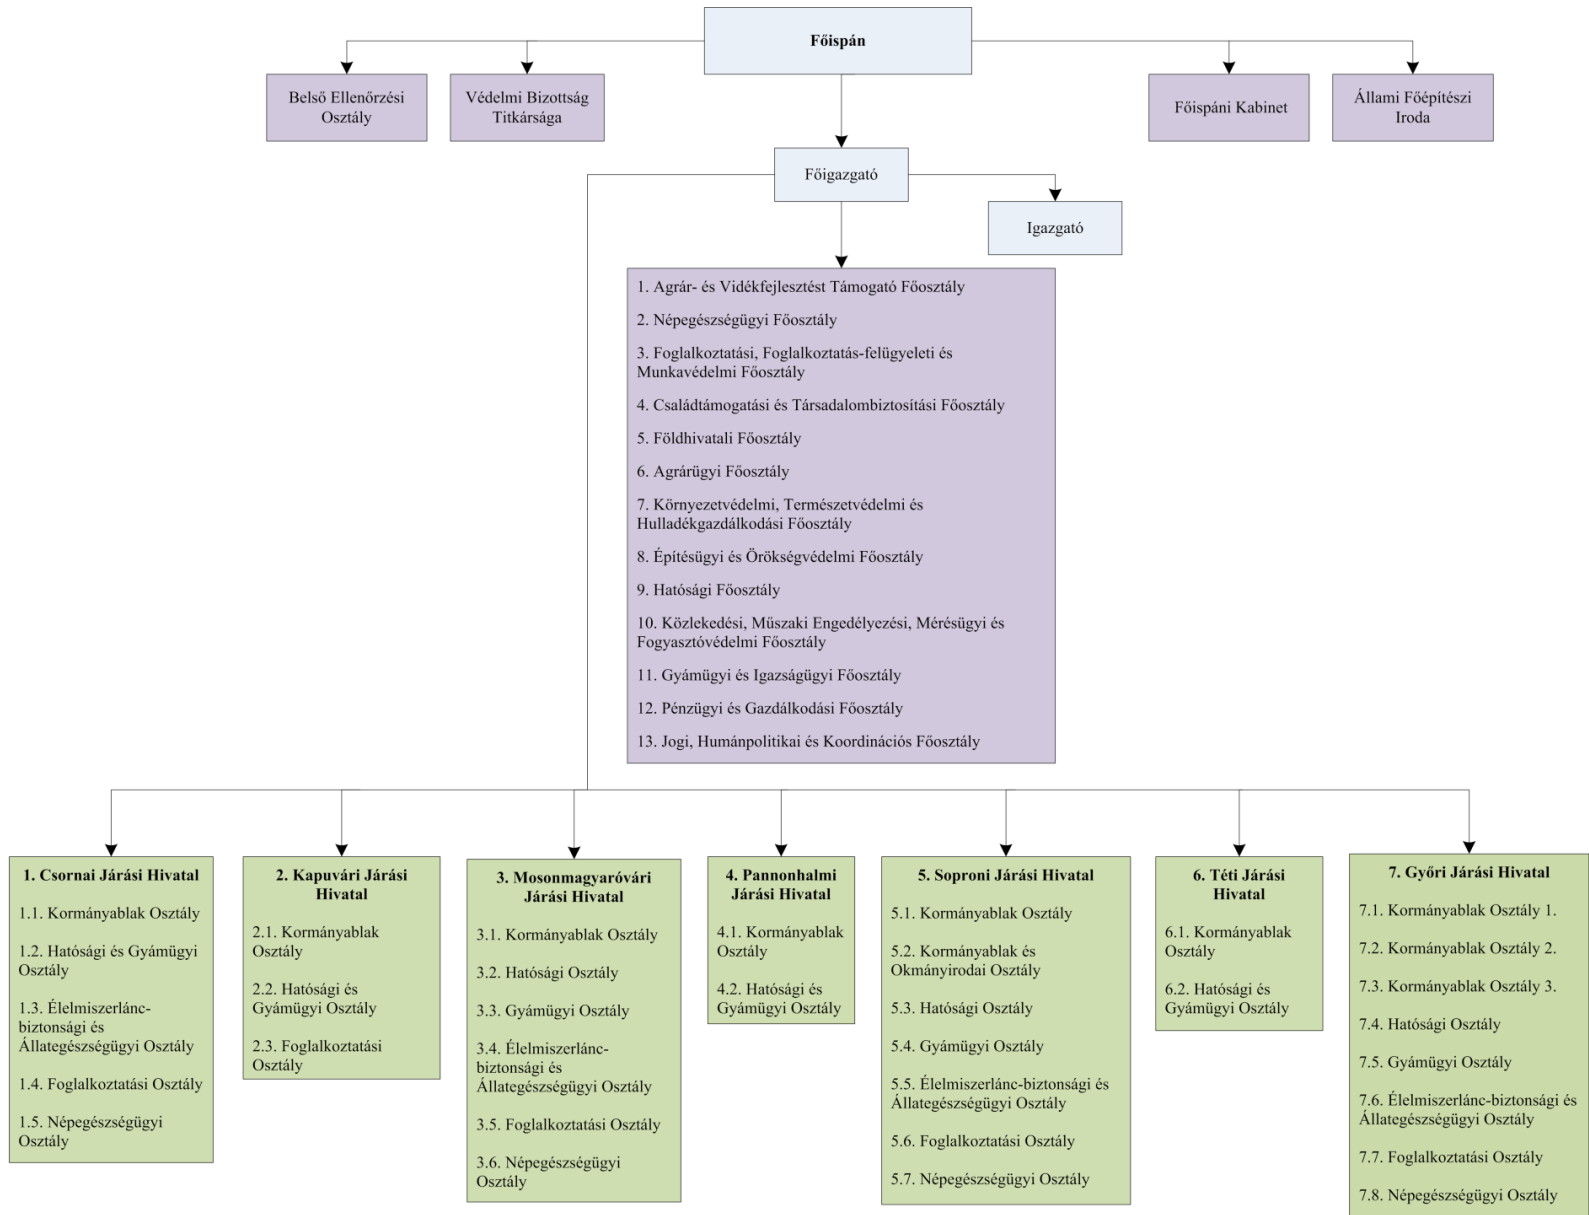 Főispán
Belső Ellenőrzési
Osztály
Védelmi Bizottság
Titkársága
Főispáni Kabinet
Állami Főépítészi
Iroda
Főigazgató
Igazgató
1. Agrár- és Vidékfejlesztést Támogató Főosztály
2. Népegészségügyi Főosztály
3. Foglalkoztatási, Foglalkoztatás-felügyeleti és
Munkavédelmi Főosztály
4. Családtámogatási és Társadalombiztosítási Főosztály
5. Földhivatali Főosztály
6. Agrárügyi Főosztály
7. Környezetvédelmi, Természetvédelmi és
Hulladékgazdálkodási Főosztály
8. Építésügyi és Örökségvédelmi Főosztály
9. Hatósági Főosztály
10. Közlekedési, Műszaki Engedélyezési, Mérésügyi és
Fogyasztóvédelmi Főosztály
11. Gyámügyi és Igazságügyi Főosztály
12. Pénzügyi és Gazdálkodási Főosztály
13. Jogi, Humánpolitikai és Koordinációs Főosztály
1. Csornai Járási Hivatal
1.1. Kormányablak Osztály
1.2. Hatósági és Gyámügyi
Osztály
1.3. Élelmiszerlánc-
biztonsági és
Állategészségügyi Osztály
1.4. Foglalkoztatási Osztály
1.5. Népegészségügyi
Osztály
2. Kapuvári Járási
Hivatal
2.1. Kormányablak
Osztály
2.2. Hatósági és
Gyámügyi Osztály
2.3. Foglalkoztatási
Osztály
3. Mosonmagyaróvári
Járási Hivatal
3.1. Kormányablak Osztály
3.2. Hatósági Osztály
3.3. Gyámügyi Osztály
3.4. Élelmiszerlánc-
biztonsági és
Állategészségügyi Osztály
3.5. Foglalkoztatási Osztály
3.6. Népegészségügyi
Osztály
4. Pannonhalmi
Járási Hivatal
4.1. Kormányablak
Osztály
4.2. Hatósági és
Gyámügyi Osztály
5. Soproni Járási Hivatal
5.1. Kormányablak Osztály
5.2. Kormányablak és
Okmányirodai Osztály
5.3. Hatósági Osztály
5.4. Gyámügyi Osztály
5.5. Élelmiszerlánc-biztonsági és
Állategészségügyi Osztály
5.6. Foglalkoztatási Osztály
5.7. Népegészségügyi Osztály
6. Téti Járási
Hivatal
6.1. Kormányablak
Osztály
6.2. Hatósági és
Gyámügyi Osztály
7. Győri Járási Hivatal
7.1. Kormányablak Osztály 1.
7.2. Kormányablak Osztály 2.
7.3. Kormányablak Osztály 3.
7.4. Hatósági Osztály
7.5. Gyámügyi Osztály
7.6. Élelmiszerlánc-biztonsági és
Állategészségügyi Osztály
7.7. Foglalkoztatási Osztály
7.8. Népegészségügyi Osztály